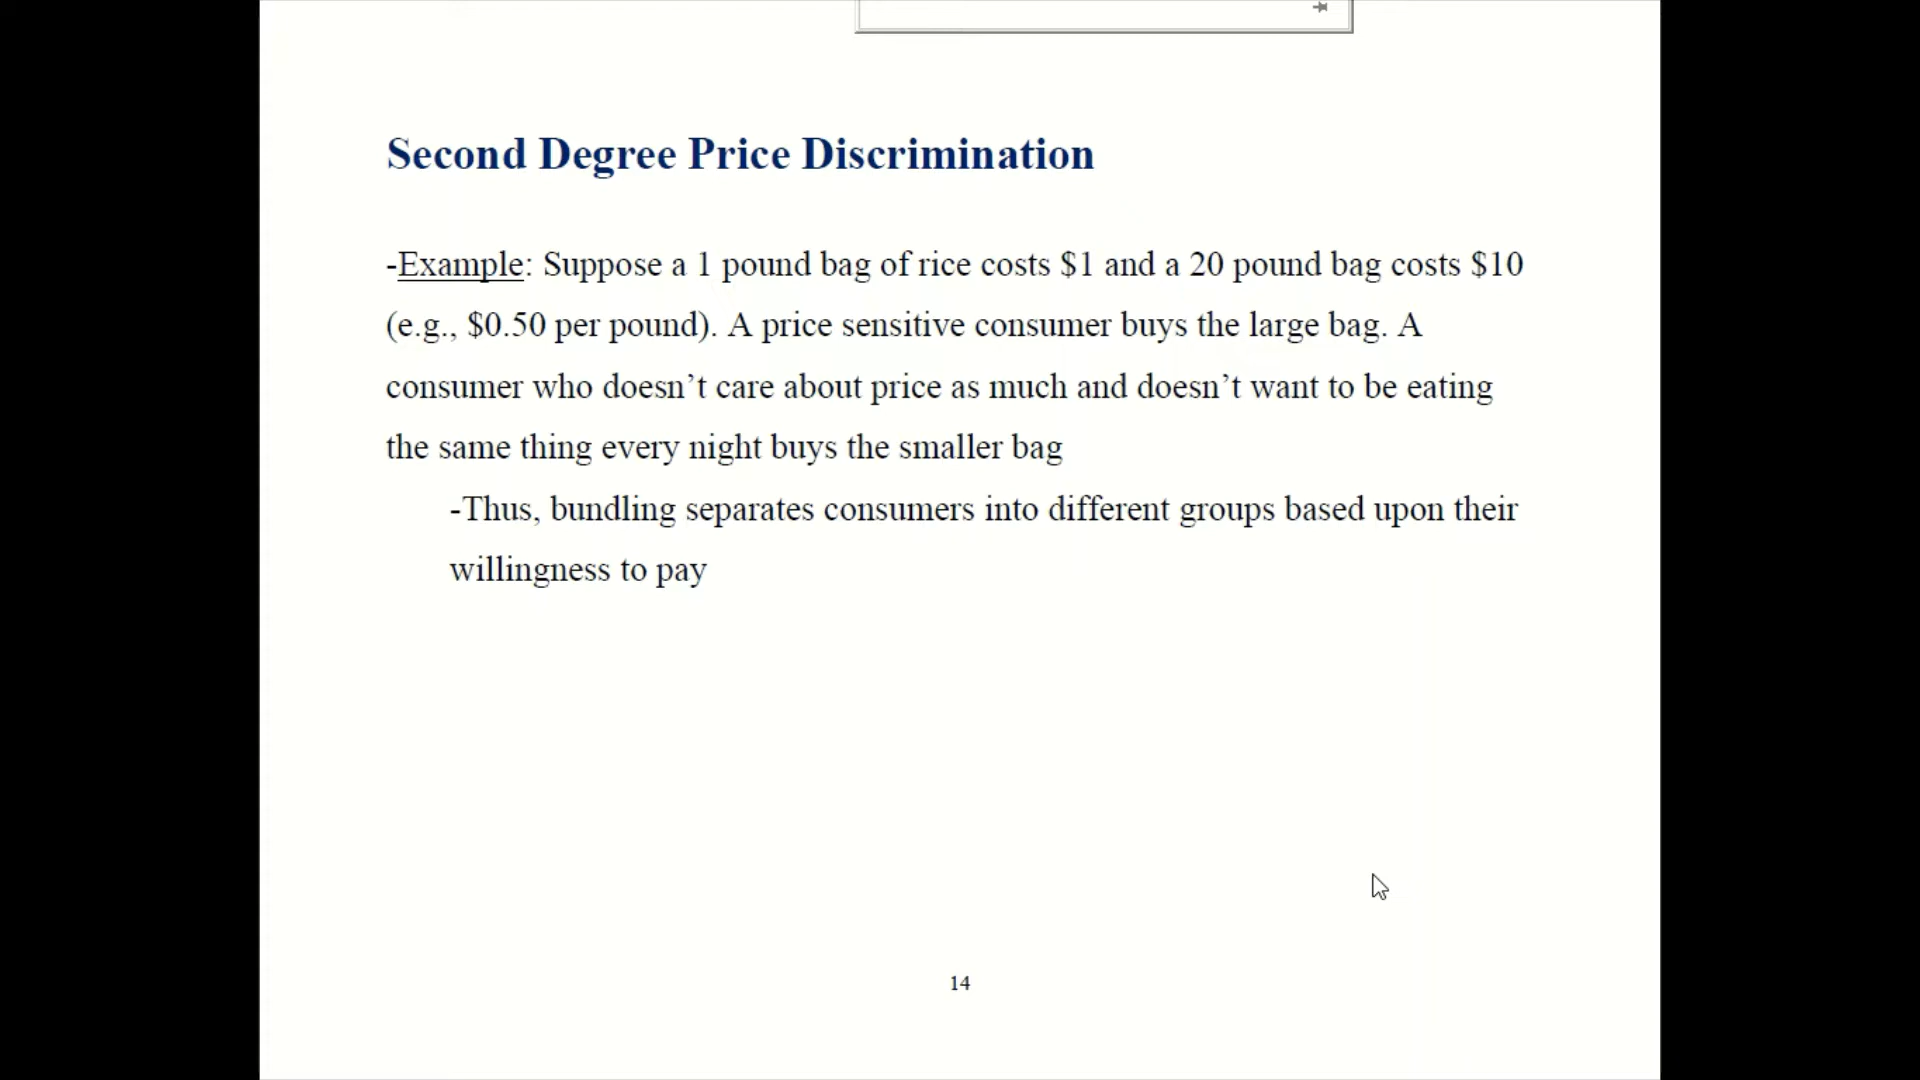 Second Degree Price Discrimination
-Example: Suppose a 1 pound bag of rice costs $1 and a 20 pound bag costs $10
(e.g., $0.50 per pound). A price sensitive consumer buys the large bag. A
consumer who doesn’t care about price as much and doesn’t want to be eating
the same thing every night buys the smaller bag
-Thus, bundling separates consumers into different groups based upon their
willingness to pay
14